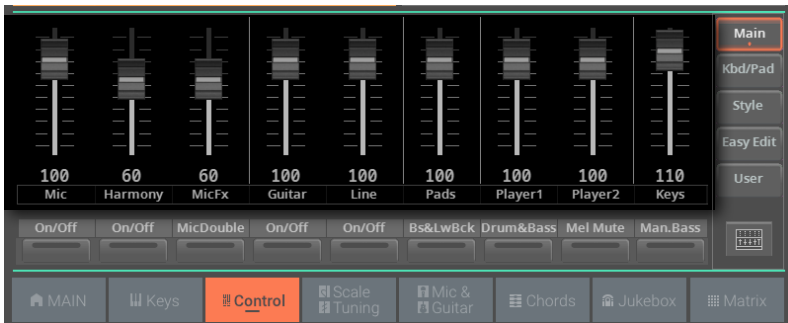 100 60 60 100 100 100 100 100 110
Mic Harmony MicFx Guitar Line Pads Player1 Player2 Keys
On/Off On/Off MicDouble On/Off On/Off Bs&LwBck Drum&Bass Mel Mute Man.Bass
Main
Kbd/Pad
Style
Easy Edit
User
MAIN Keys Control Scale Tuning Mic & Guitar Chords Jukebox Matrix